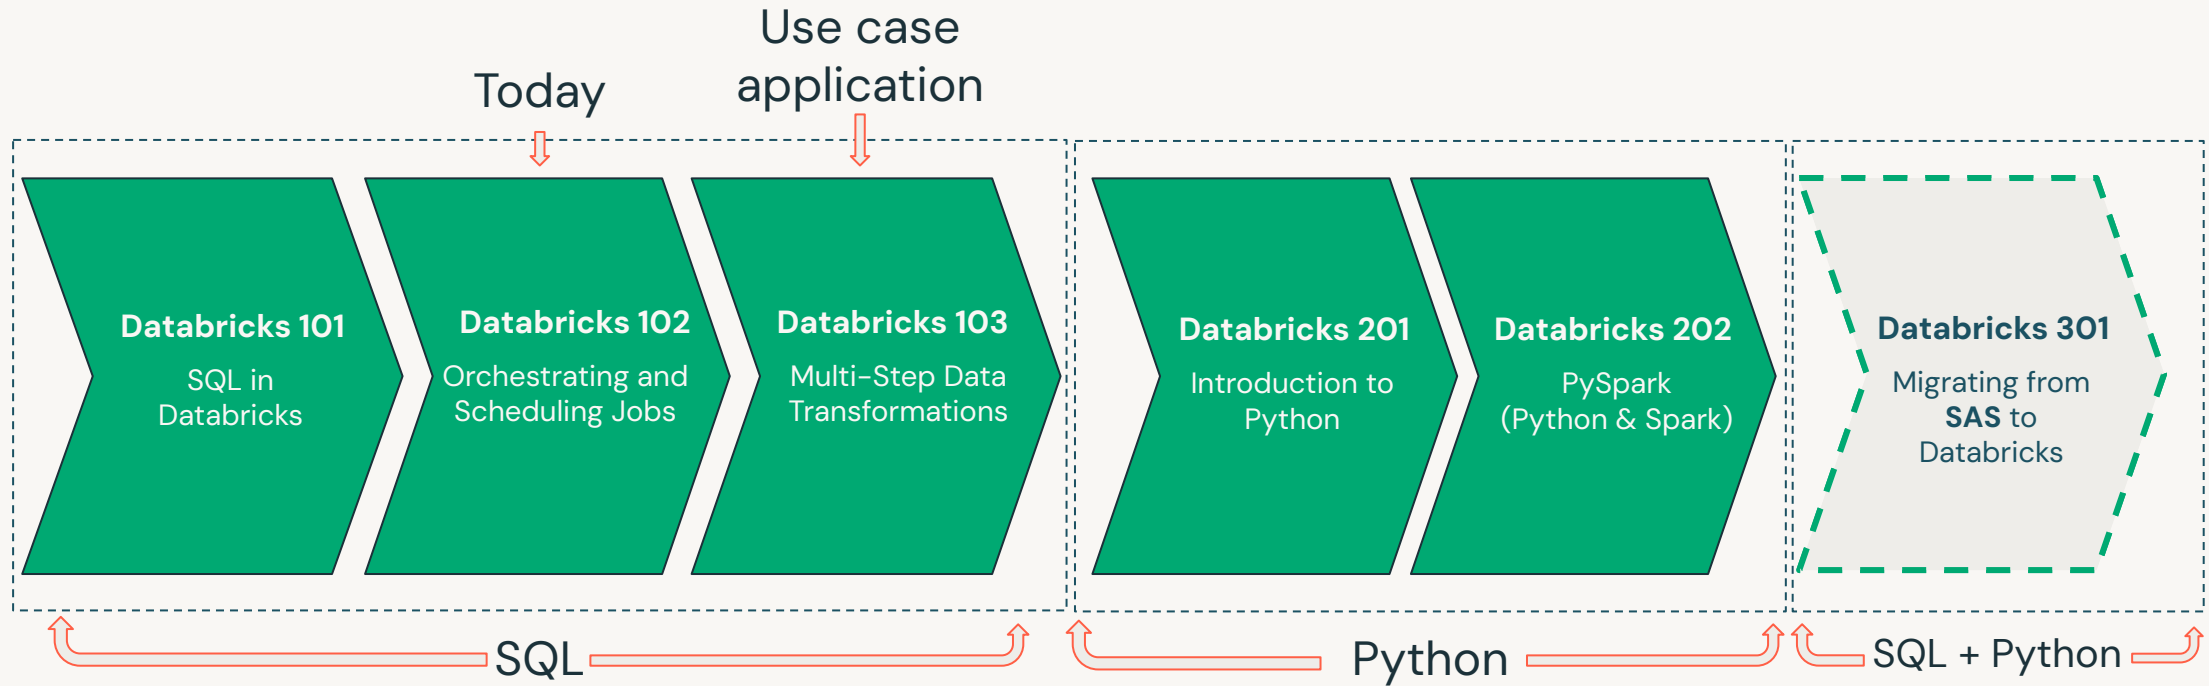 Today
Use case
application
Databricks 101
SQL in
Databricks
Databricks 102
Orchestrating and
Scheduling Jobs
Databricks 103
Multi-Step Data
Transformations
Databricks 201
Introduction to
Python
Databricks 202
PySpark
(Python & Spark)
Databricks 301
Migrating from
SAS to
Databricks
SQL
Python
SQL + Python